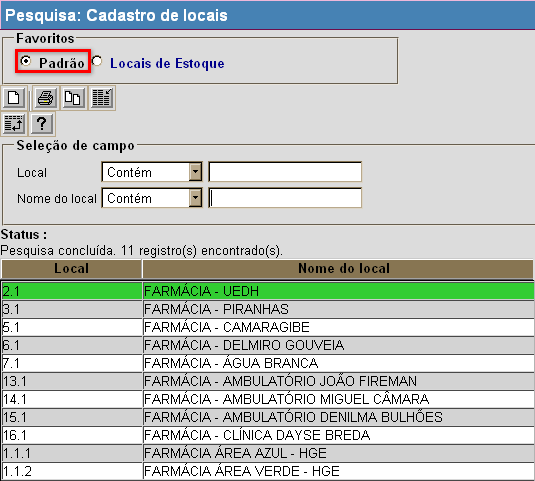 Pesquisa: Cadastro de locais
Favoritos
Padrão Locais de Estoque
?
Seleção de campo
Local Contém
Nome do local Contém
Status :
Pesquisa concluída. 11 registro(s) encontrado(s).
Local Nome do local
2.1 FARMÁCIA - UEDH
3.1 FARMÁCIA - PIRANHAS
5.1 FARMÁCIA - CAMARAGIBE
6.1 FARMÁCIA - DELMIRO GOUVEIA
7.1 FARMÁCIA - ÁGUA BRANCA
13.1 FARMÁCIA - AMBULATÓRIO JOÃO FIREMAN
14.1 FARMÁCIA - AMBULATÓRIO MIGUEL CÂMARA
15.1 FARMÁCIA - AMBULATÓRIO DENILMA BULHÕES
16.1 FARMÁCIA - CLÍNICA DAYSE BREDA
1.1.1 FARMÁCIA ÁREA AZUL - HGE
1.1.2 FARMÁCIA ÁREA VERDE - HGE